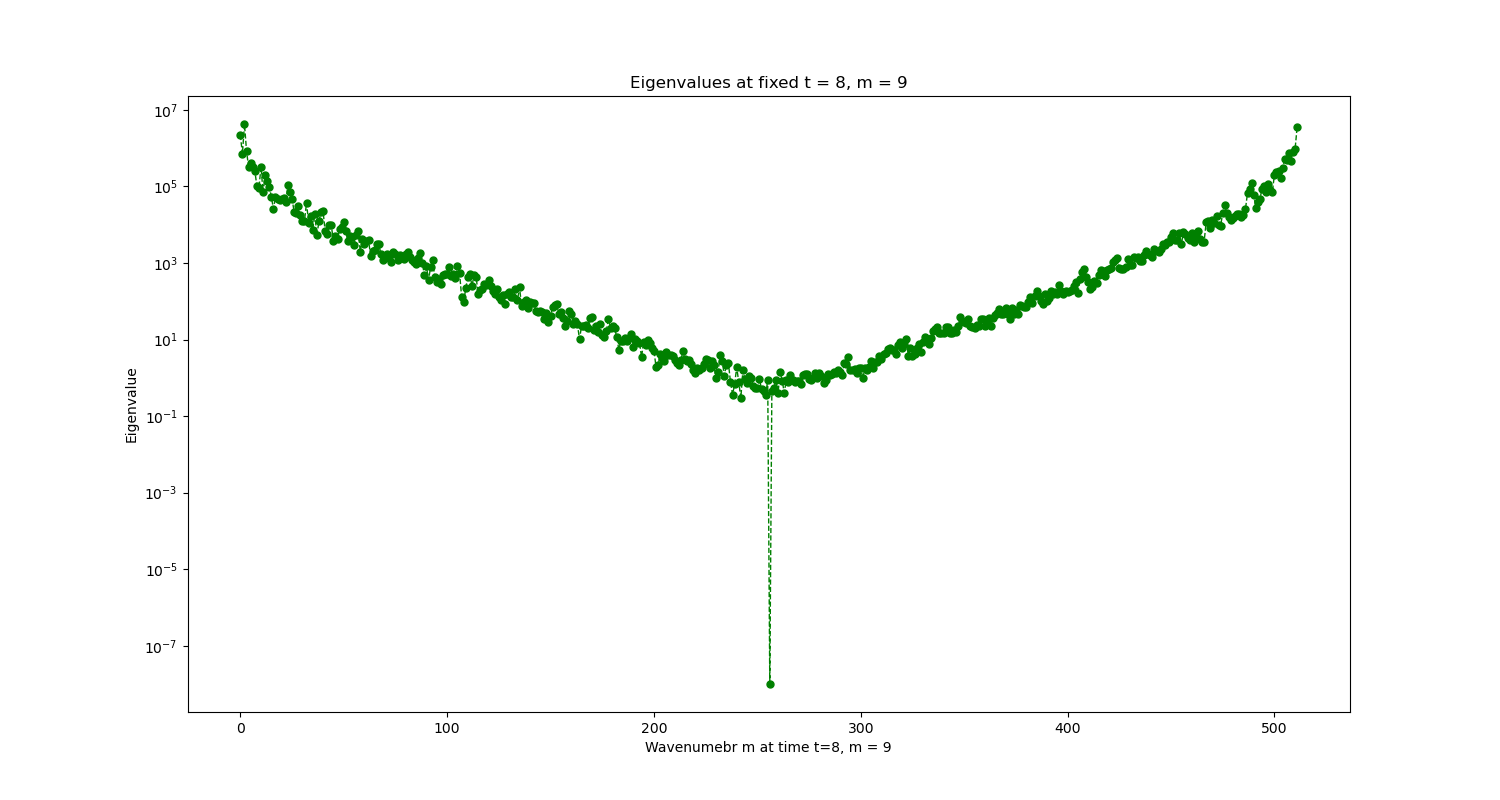 Eigenvalues at fixed t = 8, m = 9
10^7
10^5
10^3
10^1
10^-1
10^-3
10^-5
10^-7
Eigenvalue
0 100 200 300 400 500
Wavenumebr m at time t=8, m = 9